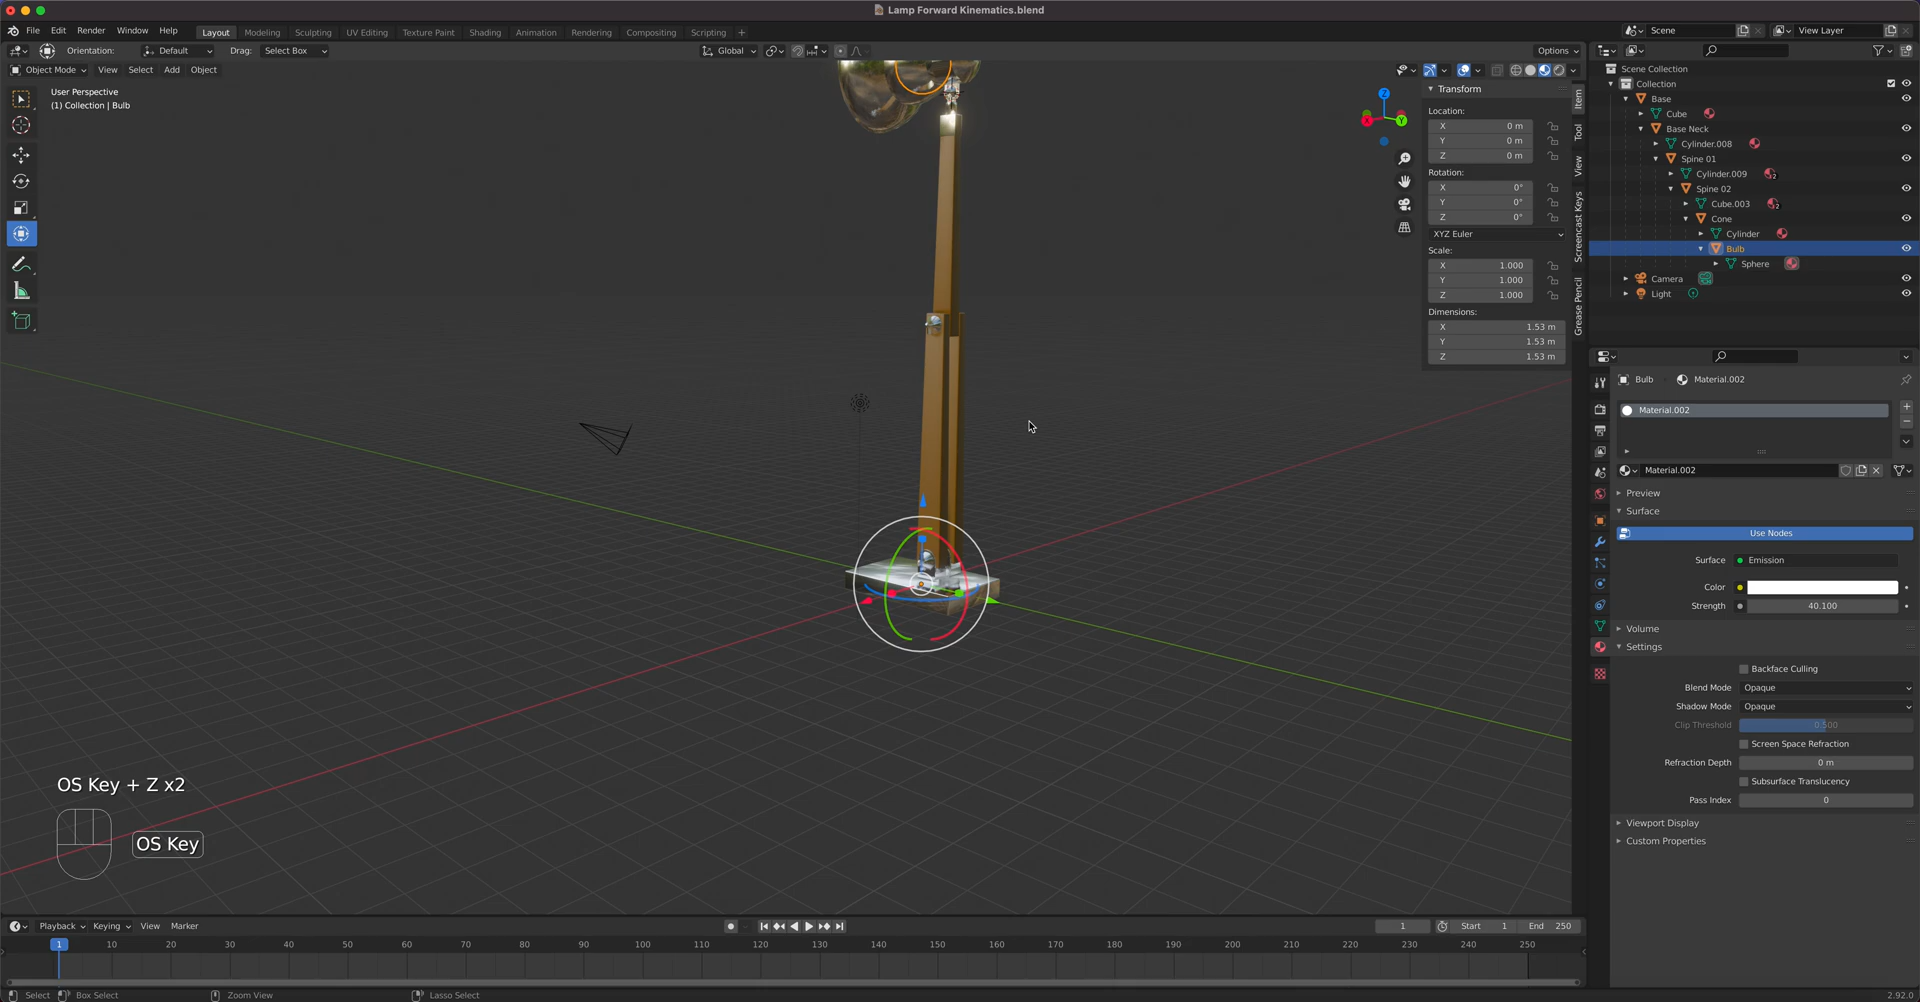 Lamp Forward Kinematics.blend
File Edit Render Window Help Layout Modeling Sculpting UV Editing Texture Paint Shading Animation Rendering Compositing Scripting + Scene View Layer
Orientation: Default Drag: Select Box Global Options
Object Mode View Select Add Object
User Perspective
(1) Collection | Bulb
Z
X
Y
Transform
Location:
X 0 m
Y 0 m
Z 0 m
Rotation:
X 0°
Y 0°
Z 0°
XYZ Euler
Scale:
X 1.000
Y 1.000
Z 1.000
Dimensions:
X 1.53 m
Y 1.53 m
Z 1.53 m
Item
Tool
View
Screencast Keys
Grease Pencil
Scene Collection
Collection
Base
Cube
Base Neck
Cylinder.008
Spine 01
Cylinder.009 2
Spine 02
Cube.003 2
Cone
Cylinder
Bulb
Sphere
Camera
Light
Bulb Material.002
Material.002
Material.002
Preview
Surface
Use Nodes
Surface Emission
Color
Strength 40.100
Volume
Settings
Backface Culling
Blend Mode Opaque
Shadow Mode Opaque
Clip Threshold 0.500
Screen Space Refraction
Refraction Depth 0 m
Subsurface Translucency
Pass Index 0
Viewport Display
Custom Properties
OS Key + Z x2
OS Key
Playback Keying View Marker 1 Start 1 End 250
1 10 20 30 40 50 60 70 80 90 100 110 120 130 140 150 160 170 180 190 200 210 220 230 240 250
Select Box Select Zoom View Lasso Select 2.92.0